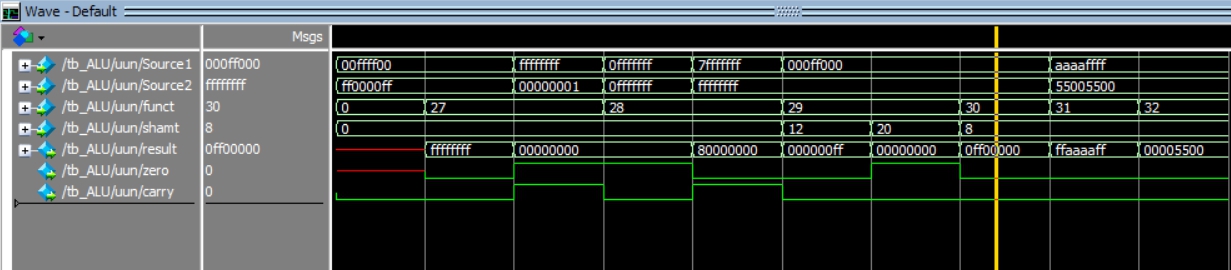 Wave - Default
Msgs
/tb_ALU/uun/Source1 000ff000 00ffff00 ffffffff 0fffffff 7fffffff 000ff000 aaaaffff
/tb_ALU/uun/Source2 ffffffff ff0000ff 00000001 0fffffff ffffffff 55005500
/tb_ALU/uun/funct 30 0 27 28 29 30 31 32
/tb_ALU/uun/shamt 8 0 12 20 8
/tb_ALU/uun/result 0ff00000 ffffffff 00000000 80000000 000000ff 00000000 0ff00000 ffaaaaff 00005500
/tb_ALU/uun/zero 0
/tb_ALU/uun/carry 0